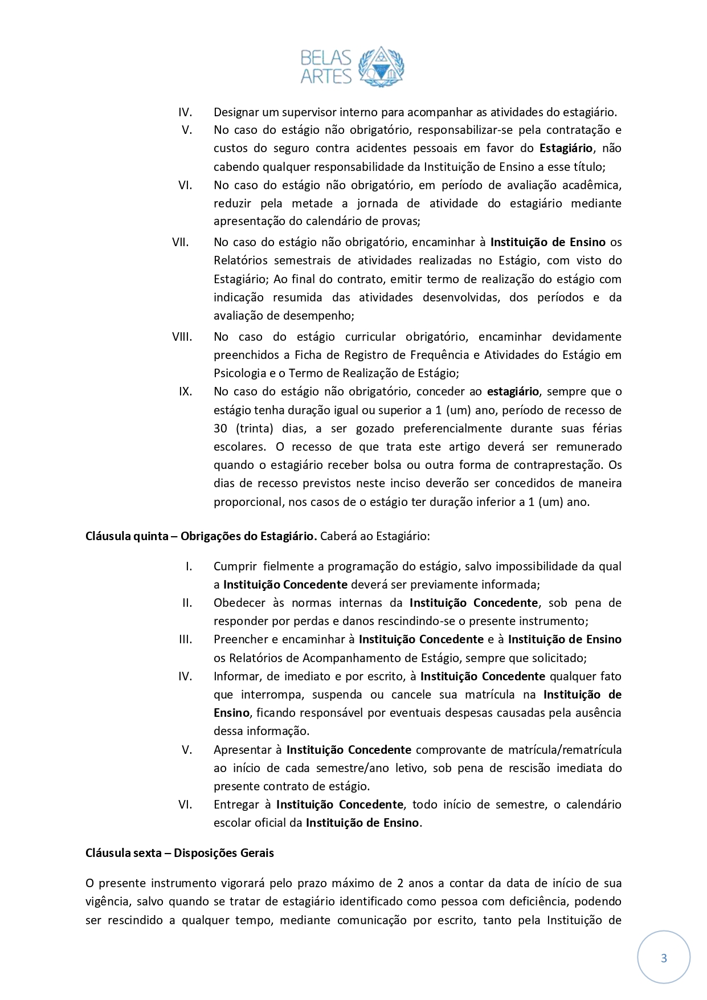 BELAS
ARTES
IV. Designar um supervisor interno para acompanhar as atividades do estagiário.
V. No caso do estágio não obrigatório, responsabilizar-se pela contratação e
custos do seguro contra acidentes pessoais em favor do Estagiário, não
cabendo qualquer responsabilidade da Instituição de Ensino a esse título;
VI. No caso do estágio não obrigatório, em período de avaliação acadêmica,
reduzir pela metade a jornada de atividade do estagiário mediante
apresentação do calendário de provas;
VII. No caso do estágio não obrigatório, encaminhar à Instituição de Ensino os
Relatórios semestrais de atividades realizadas no Estágio, com visto do
Estagiário; Ao final do contrato, emitir termo de realização do estágio com
indicação resumida das atividades desenvolvidas, dos períodos e da
avaliação de desempenho;
VIII. No caso do estágio curricular obrigatório, encaminhar devidamente
preenchidos a Ficha de Registro de Frequência e Atividades do Estágio em
Psicologia e o Termo de Realização de Estágio;
IX. No caso do estágio não obrigatório, conceder ao estagiário, sempre que o
estágio tenha duração igual ou superior a 1 (um) ano, período de recesso de
30 (trinta) dias, a ser gozado preferencialmente durante suas férias
escolares. O recesso de que trata este artigo deverá ser remunerado
quando o estagiário receber bolsa ou outra forma de contraprestação. Os
dias de recesso previstos neste inciso deverão ser concedidos de maneira
proporcional, nos casos de o estágio ter duração inferior a 1 (um) ano.
Cláusula quinta – Obrigações do Estagiário. Caberá ao Estagiário:
I. Cumprir fielmente a programação do estágio, salvo impossibilidade da qual
a Instituição Concedente deverá ser previamente informada;
II. Obedecer às normas internas da Instituição Concedente, sob pena de
responder por perdas e danos rescindindo-se o presente instrumento;
III. Preencher e encaminhar à Instituição Concedente e à Instituição de Ensino
os Relatórios de Acompanhamento de Estágio, sempre que solicitado;
IV. Informar, de imediato e por escrito, à Instituição Concedente qualquer fato
que interrompa, suspenda ou cancele sua matrícula na Instituição de
Ensino, ficando responsável por eventuais despesas causadas pela ausência
dessa informação.
V. Apresentar à Instituição Concedente comprovante de matrícula/rematrícula
ao início de cada semestre/ano letivo, sob pena de rescisão imediata do
presente contrato de estágio.
VI. Entregar à Instituição Concedente, todo início de semestre, o calendário
escolar oficial da Instituição de Ensino.
Cláusula sexta – Disposições Gerais
O presente instrumento vigorará pelo prazo máximo de 2 anos a contar da data de início de sua
vigência, salvo quando se tratar de estagiário identificado como pessoa com deficiência, podendo
ser rescindido a qualquer tempo, mediante comunicação por escrito, tanto pela Instituição de
3